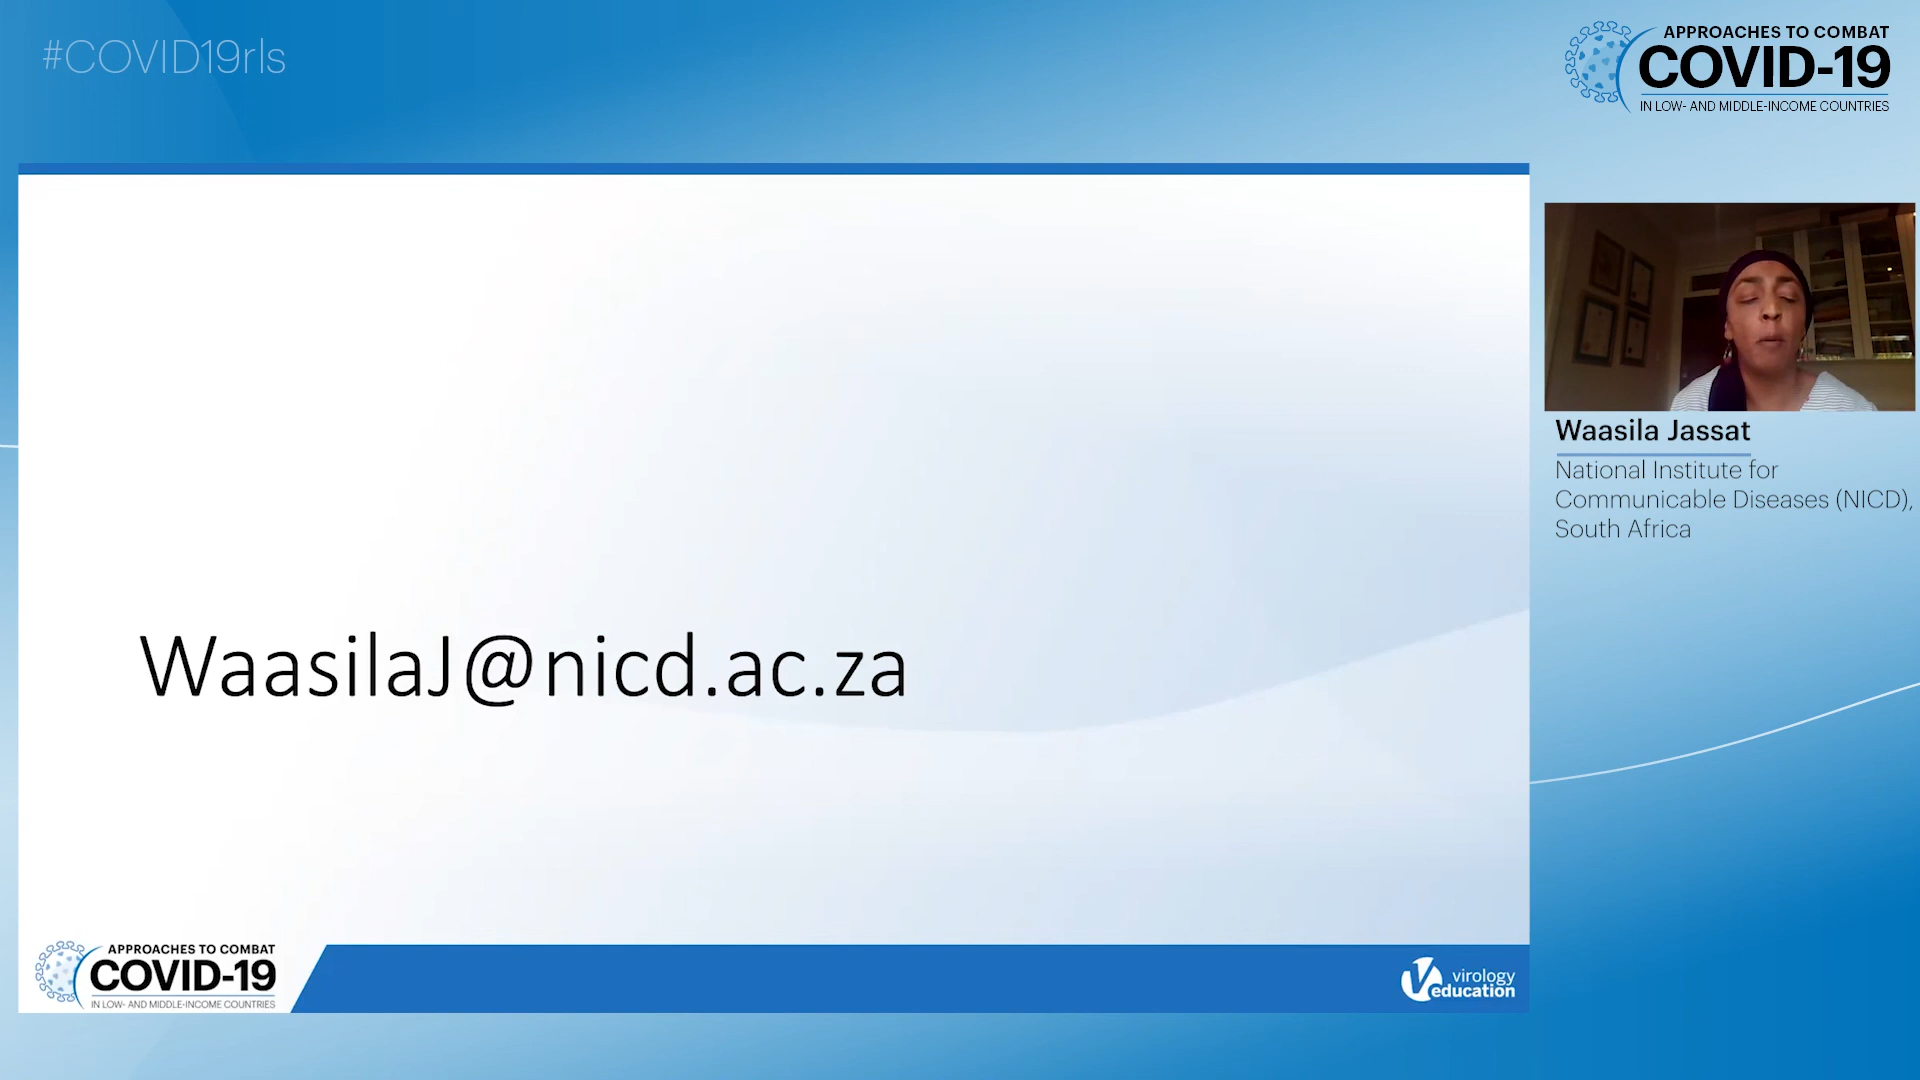 #COVID19rls
APPROACHES TO COMBAT
COVID-19
IN LOW- AND MIDDLE-INCOME COUNTRIES
WaasilaJ@nicd.ac.za
Waasila Jassat
National Institute for
Communicable Diseases (NICD),
South Africa
APPROACHES TO COMBAT
COVID-19
IN LOW- AND MIDDLE-INCOME COUNTRIES
virology
education